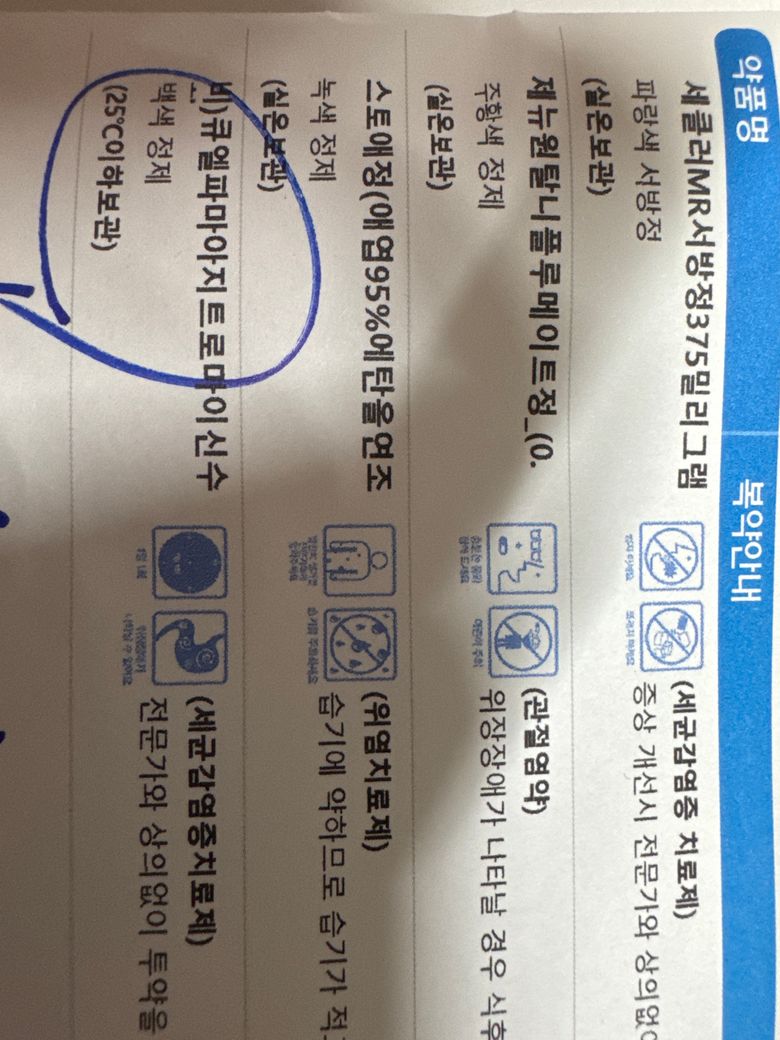 약품명
복약안내
세클러MR서방정375밀리그램
파랑색 서방정
(실온보관)
(세균감염증 치료제)
증상 개선시 전문가와 상의없이
제뉴원탈니플루메이트정_(0.
주황색 정제
(실온보관)
(관절염약)
위장장애가 나타날 경우 식후
스토애정(애엽95%에탄올연조
녹색 정제
(실온보관)
(위염치료제)
습기에 약하므로 습기가 적
비)큐엘파마아지트로마이신수
백색 정제
(25℃이하보관)
1일 1회
(세균감염증치료제)
전문가와 상의없이 투약을